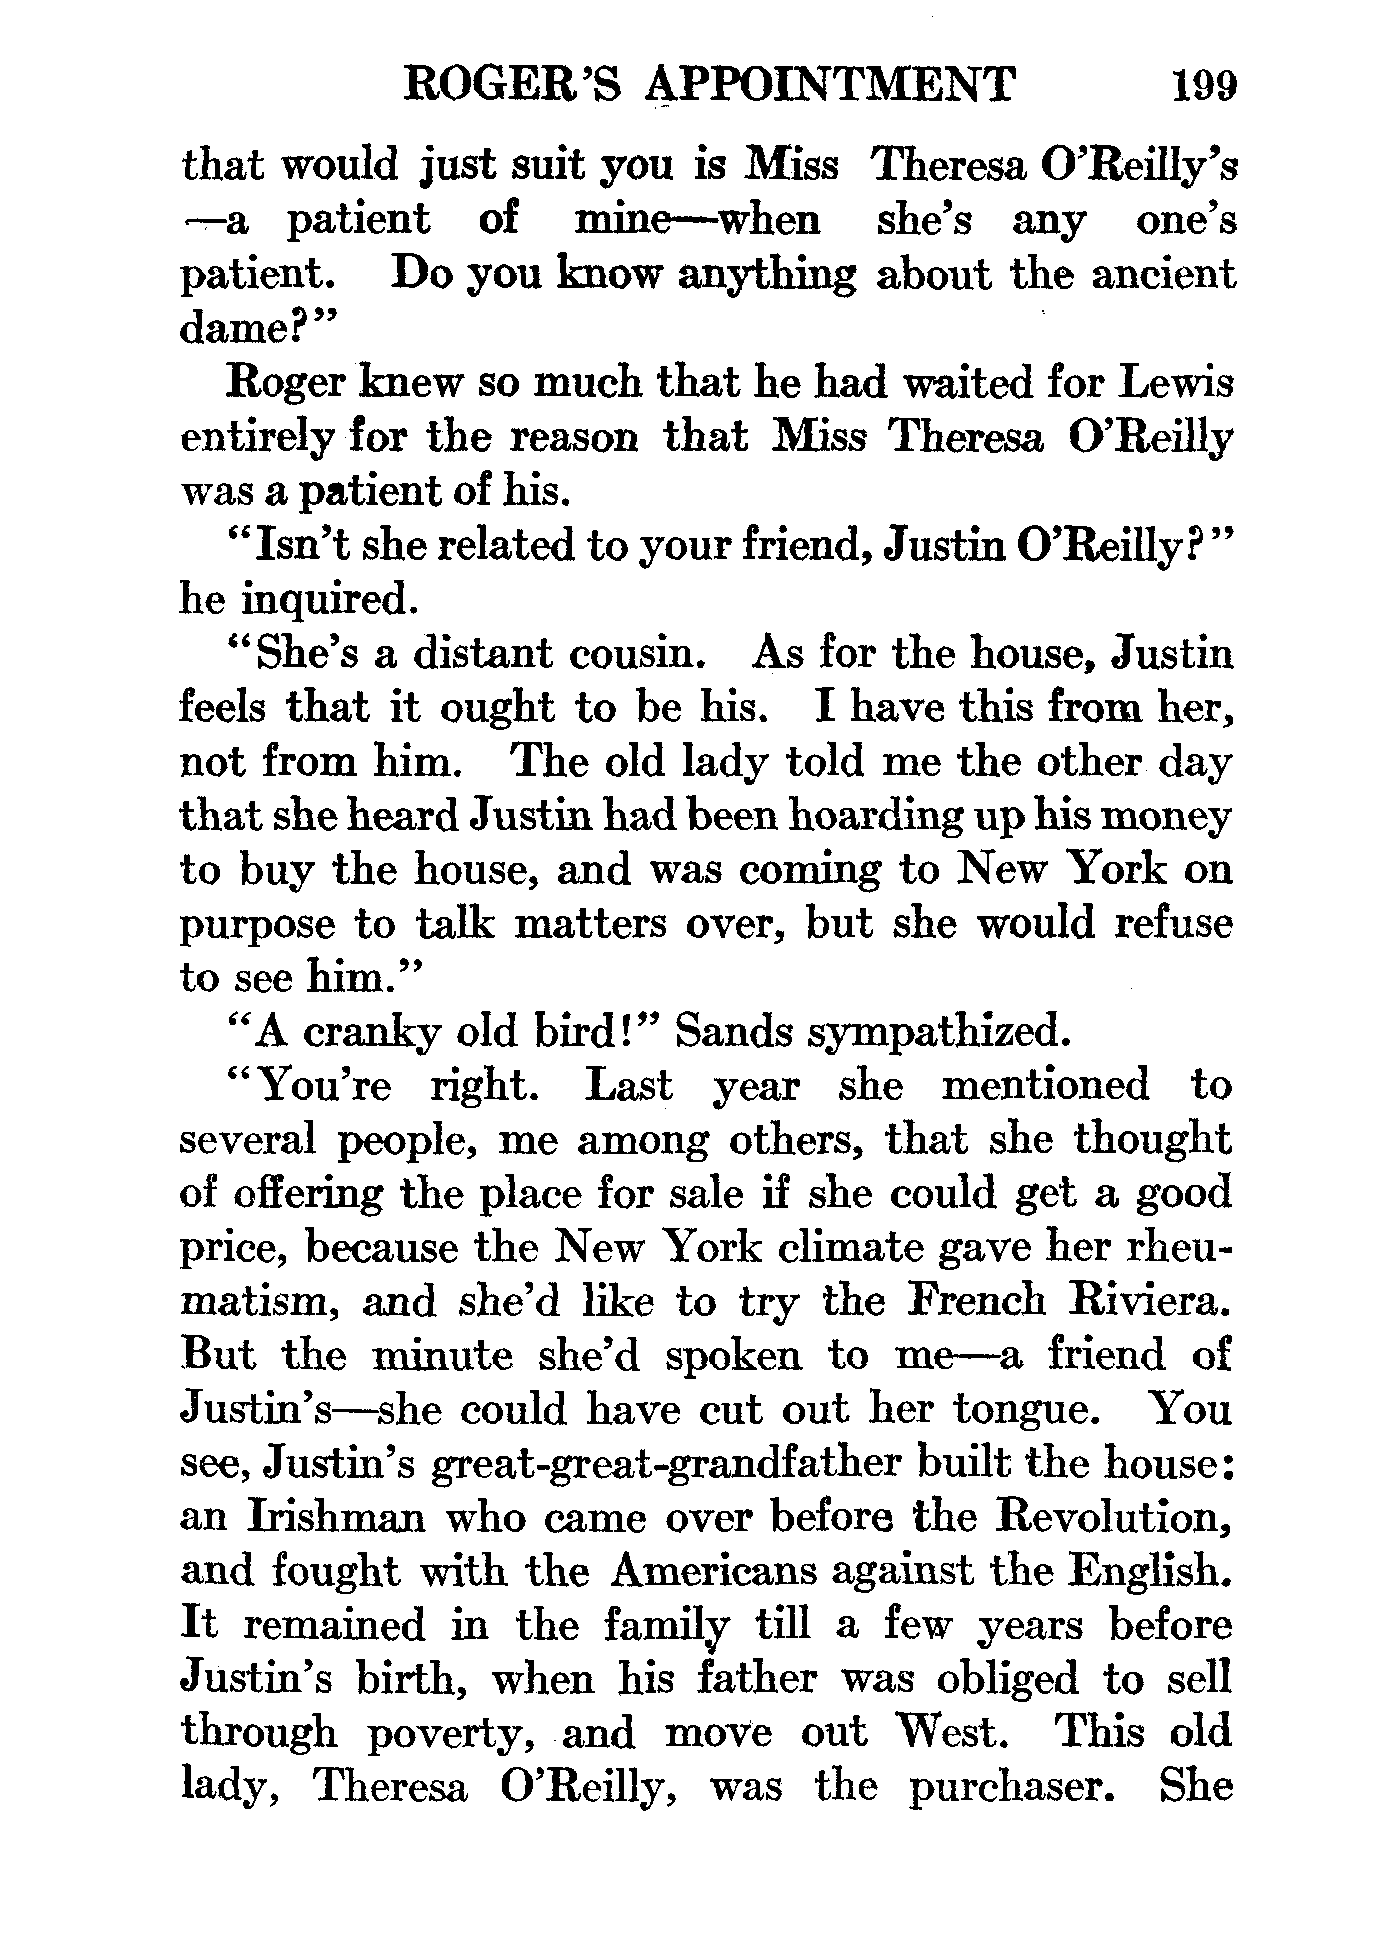 ROGER'S APPOINTMENT 199
that would just suit you is Miss Theresa O'Reilly's
—a patient of mine—when she's any one's
patient. Do you know anything about the ancient
dame?"
Roger knew so much that he had waited for Lewis
entirely for the reason that Miss Theresa O'Reilly
was a patient of his.
"Isn't she related to your friend, Justin O'Reilly?"
he inquired.
"She's a distant cousin. As for the house, Justin
feels that it ought to be his. I have this from her,
not from him. The old lady told me the other day
that she heard Justin had been hoarding up his money
to buy the house, and was coming to New York on
purpose to talk matters over, but she would refuse
to see him."
"A cranky old bird!" Sands sympathized.
"You're right. Last year she mentioned to
several people, me among others, that she thought
of offering the place for sale if she could get a good
price, because the New York climate gave her rheu-
matism, and she'd like to try the French Riviera.
But the minute she'd spoken to me—a friend of
Justin's—she could have cut out her tongue. You
see, Justin's great-great-grandfather built the house:
an Irishman who came over before the Revolution,
and fought with the Americans against the English.
It remained in the family till a few years before
Justin's birth, when his father was obliged to sell
through poverty, and move out West. This old
lady, Theresa O'Reilly, was the purchaser. She